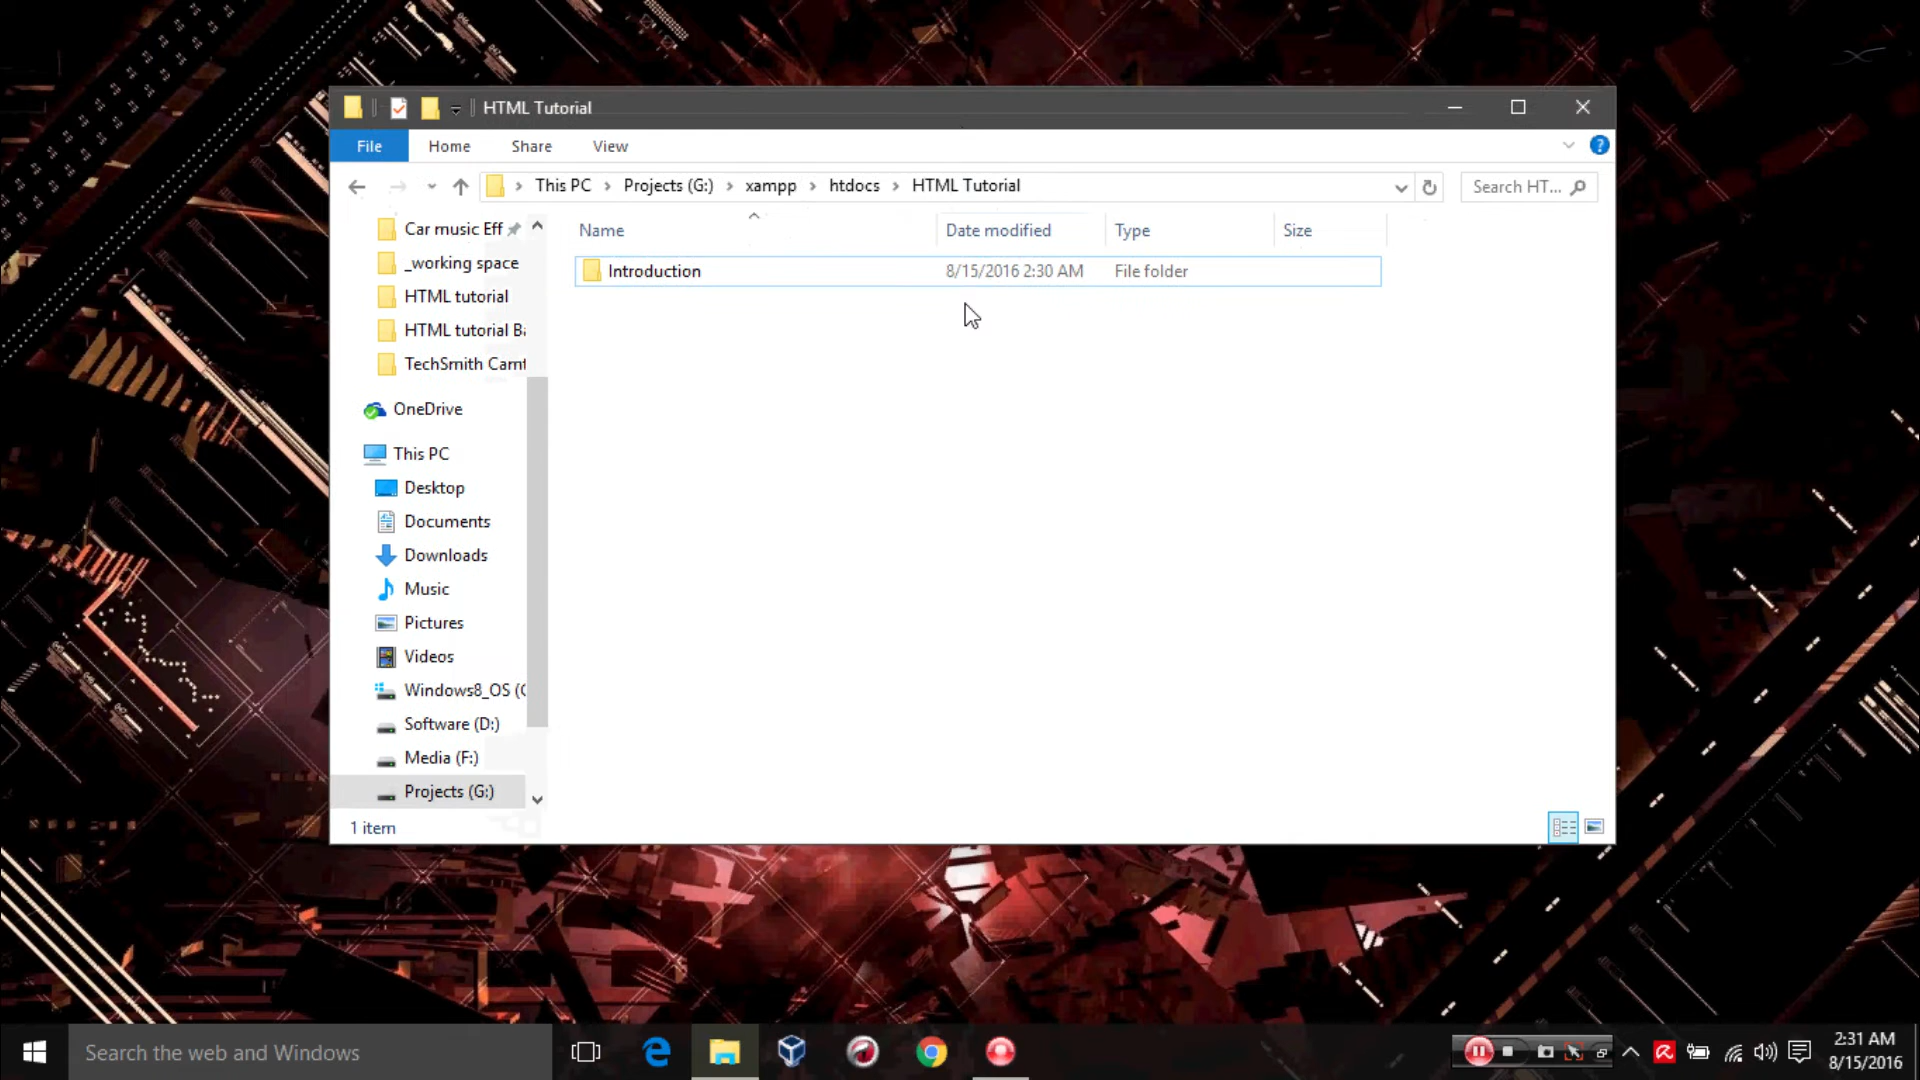 HTML Tutorial
File Home Share View
This PC Projects (G:) xampp htdocs HTML Tutorial Search HT...
Name Date modified Type Size
Introduction 8/15/2016 2:30 AM File folder
Car music Eff
_working space
HTML tutorial
HTML tutorial Ba
TechSmith Camt
OneDrive
This PC
Desktop
Documents
Downloads
Music
Pictures
Videos
Windows8_OS (C
Software (D:)
Media (F:)
Projects (G:)
1 item
Search the web and Windows
2:31 AM
8/15/2016